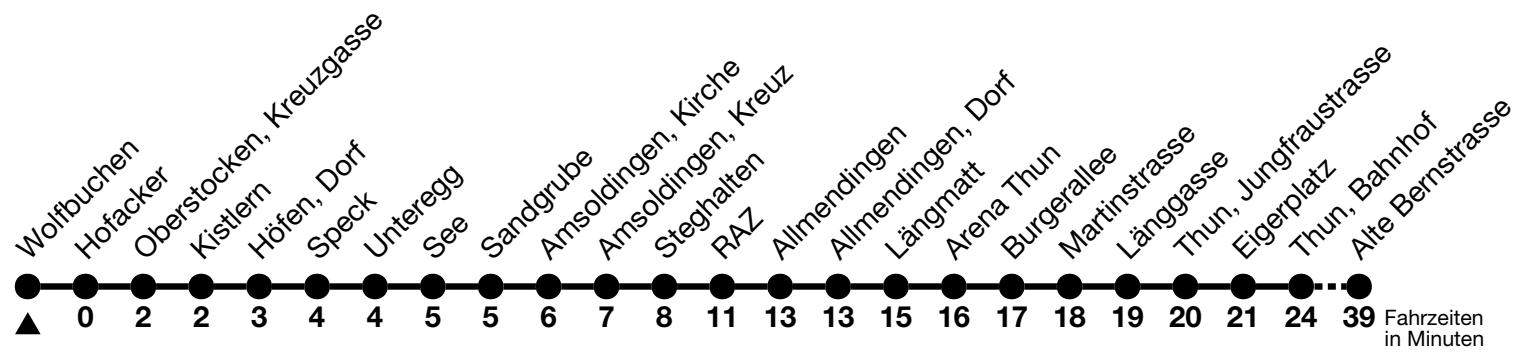 Wolfbuchen
Hofacker
Oberstocken, Kreuzgasse
Kistlern
Höfen, Dorf
Speck
Unteregg
See
Sandgrube
Amsoldingen, Kirche
Amsoldingen, Kreuz
Steghalten
RAZ
Allmendingen
Allmendingen, Dorf
Längmatt
Arena Thun
Burgerallee
Martinstrasse
Länggasse
Thun, Jungfraustrasse
Eigerplatz
Thun, Bahnhof
Alte Bernstrasse
0 2 2 3 4 4 5 5 6 7 8 11 13 13 15 16 17 18 19 20 21 24 39 Fahrzeiten
in Minuten